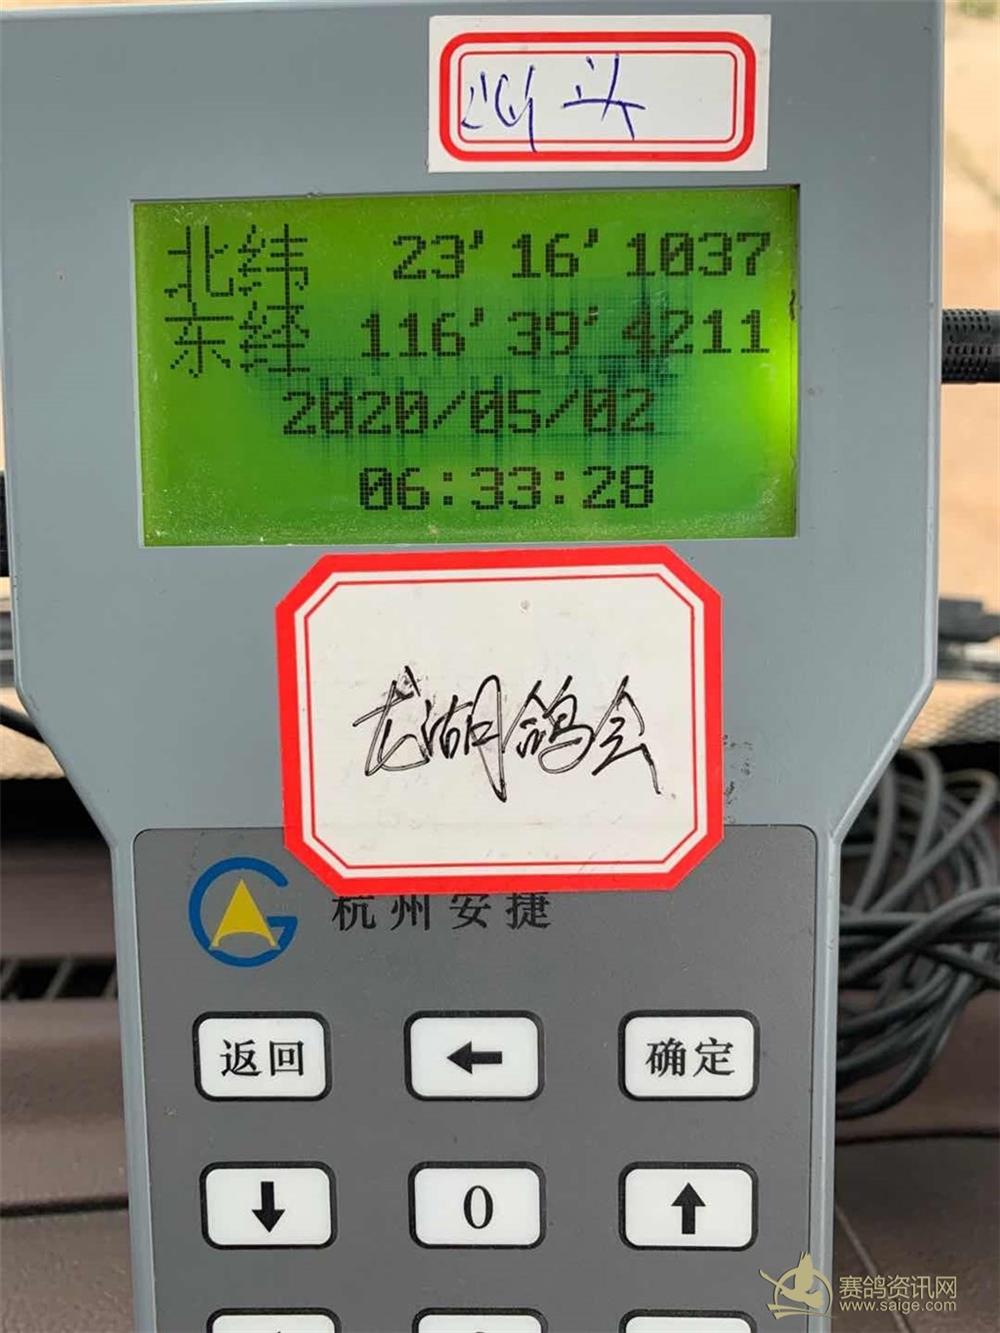 汕头
北纬 23' 16' 1037
东经 116' 39' 4211
2020/05/02
06:33:28
龙湖鸽会
杭州安捷
返回
确定
0
赛鸽资讯网
www.saige.com